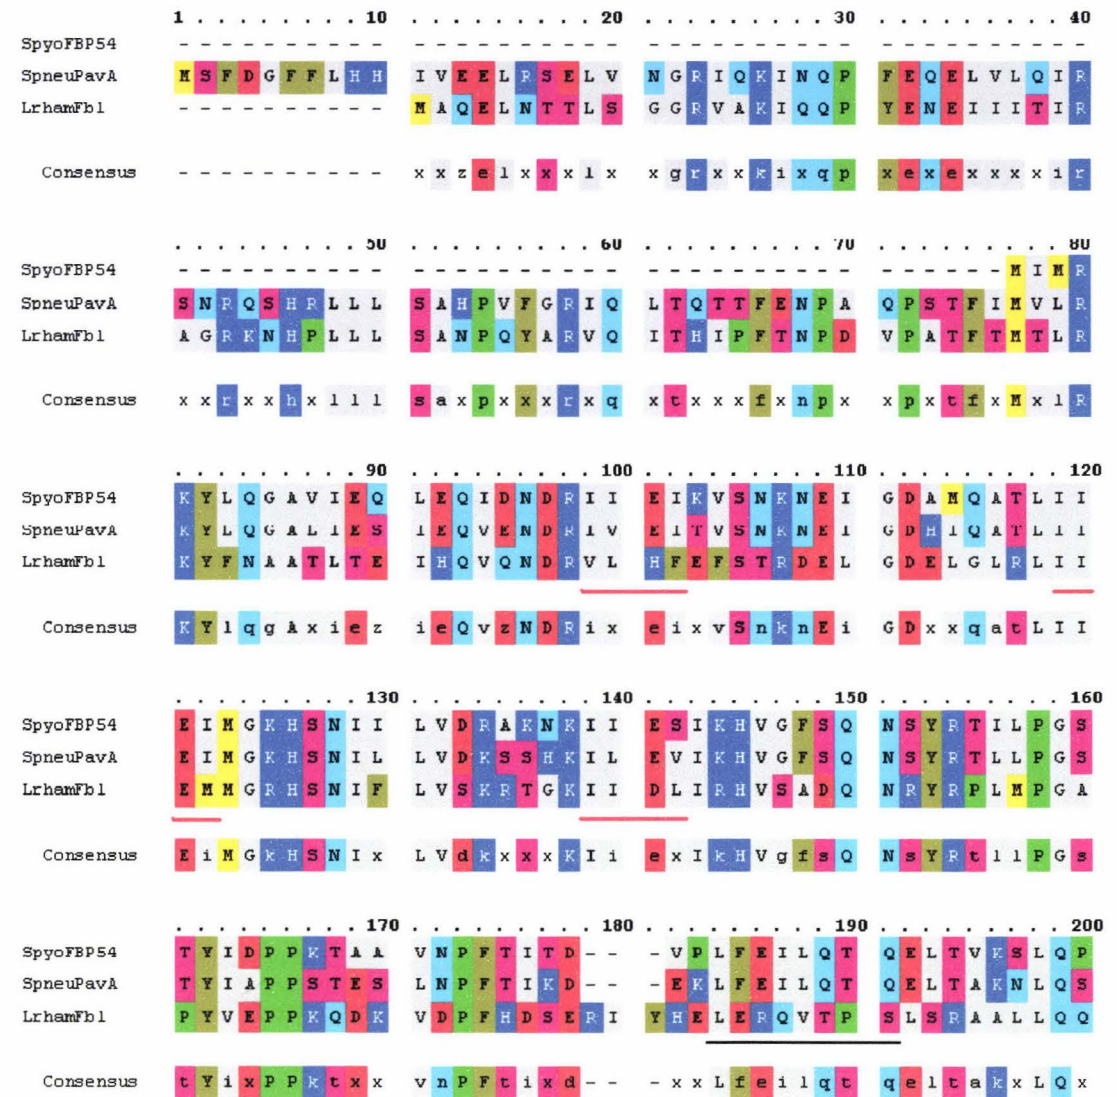 1 . . . . . . . . 10 . . . . . . . . . 20 . . . . . . . . . 30 . . . . . . . . . 40
SpyoFBP54 - - - - - - - - - - - - - - - - - - - - - - - - - - - - - - - - - - - - - - - -
SpneuPavA M S F D G F F L H H I V E E L R S E L V N G R I Q K I N Q P F E Q E L V L Q I R
LrhamFbl - - - - - - - - - - M A Q E L N T T L S G G R V A K I Q Q P Y E N E I I I T I R
Consensus - - - - - - - - - - x x z e l x x x l x x g r x x k i x q p x e x e x x x x i r
. . . . . . . . . 50 . . . . . . . . . 60 . . . . . . . . . 70 . . . . . . . . . 80
SpyoFBP54 - - - - - - - - - - - - - - - - - - - - - - - - - - - - - - - - - - - - M I M R
SpneuPavA S N R Q S H R L L L S A H P V F G R I Q L T Q T T F E N P A Q P S T F I M V L R
LrhamFbl A G R K N H P L L L S A N P Q Y A R V Q I T H I P F T N P D V P A T F T M T L R
Consensus x x r x x h x l l l s a x p x x x r x q x t x x x f x n p x x p x t f x M x l R
. . . . . . . . . 90 . . . . . . . . . 100 . . . . . . . . . 110 . . . . . . . . . 120
SpyoFBP54 K Y L Q G A V I E Q L E Q I D N D R I I E I K V S N K N E I G D A M Q A T L I I
SpneuPavA K Y L Q G A L I E S I E Q V E N D R I V E I T V S N K N E I G D H I Q A T L I I
LrhamFbl K Y F N A A T L T E I H Q V Q N D R V L H F E F S T R D E L G D E L G L R L I I
Consensus K Y l q g A x i e z i e Q v z N D R i x e i x v S n k n E i G D x x q a t L I I
. . . . . . . . . 130 . . . . . . . . . 140 . . . . . . . . . 150 . . . . . . . . . 160
SpyoFBP54 E I M G K H S N I I L V D R A K N K I I E S I K H V G F S Q N S Y R T I L P G S
SpneuPavA E I M G K H S N I L L V D K S S H K I L E V I K H V G F S Q N S Y R T L L P G S
LrhamFbl E M M G R H S N I F L V S K R T G K I I D L I R H V S A D Q N R Y R P L M P G A
Consensus E i M G k H S N I x L V d k x x x K I i e x I k H V g f s Q N s Y R t l l P G s
. . . . . . . . . 170 . . . . . . . . . 180 . . . . . . . . . 190 . . . . . . . . . 200
SpyoFBP54 T Y I D P P K T A A V N P F T I T D - - - V P L F E I L Q T Q E L T V K S L Q P
SpneuPavA T Y I A P P S T E S L N P F T I K D - - - E K L F E I L Q T Q E L T A K N L Q S
LrhamFbl P Y V E P P K Q D K V D P F H D S E R I Y H E L E R Q V T P S L S R A A L L Q Q
Consensus t Y i x P P k t x x v n P F t i x d - - - x x L f e i l q t q e l t a k x L Q x